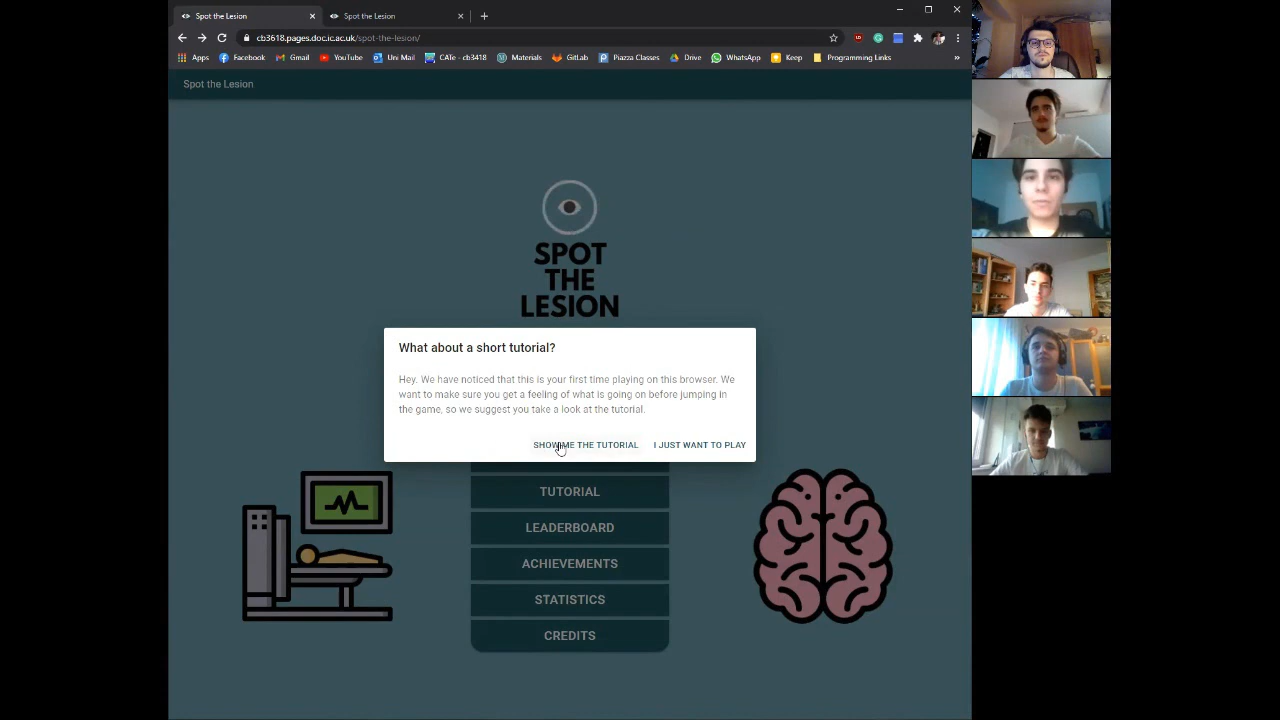 Spot the Lesion
Spot the Lesion
cb3618.pages.doc.ic.ac.uk/spot-the-lesion/
Apps Facebook Gmail YouTube Uni Mail CATe - cb3418 Materials GitLab Piazza Classes Drive WhatsApp Keep Programming Links »
Spot the Lesion
SPOT
THE
LESION
What about a short tutorial?
Hey. We have noticed that this is your first time playing on this browser. We
want to make sure you get a feeling of what is going on before jumping in
the game, so we suggest you take a look at the tutorial.
SHOW ME THE TUTORIAL I JUST WANT TO PLAY
TUTORIAL
LEADERBOARD
ACHIEVEMENTS
STATISTICS
CREDITS